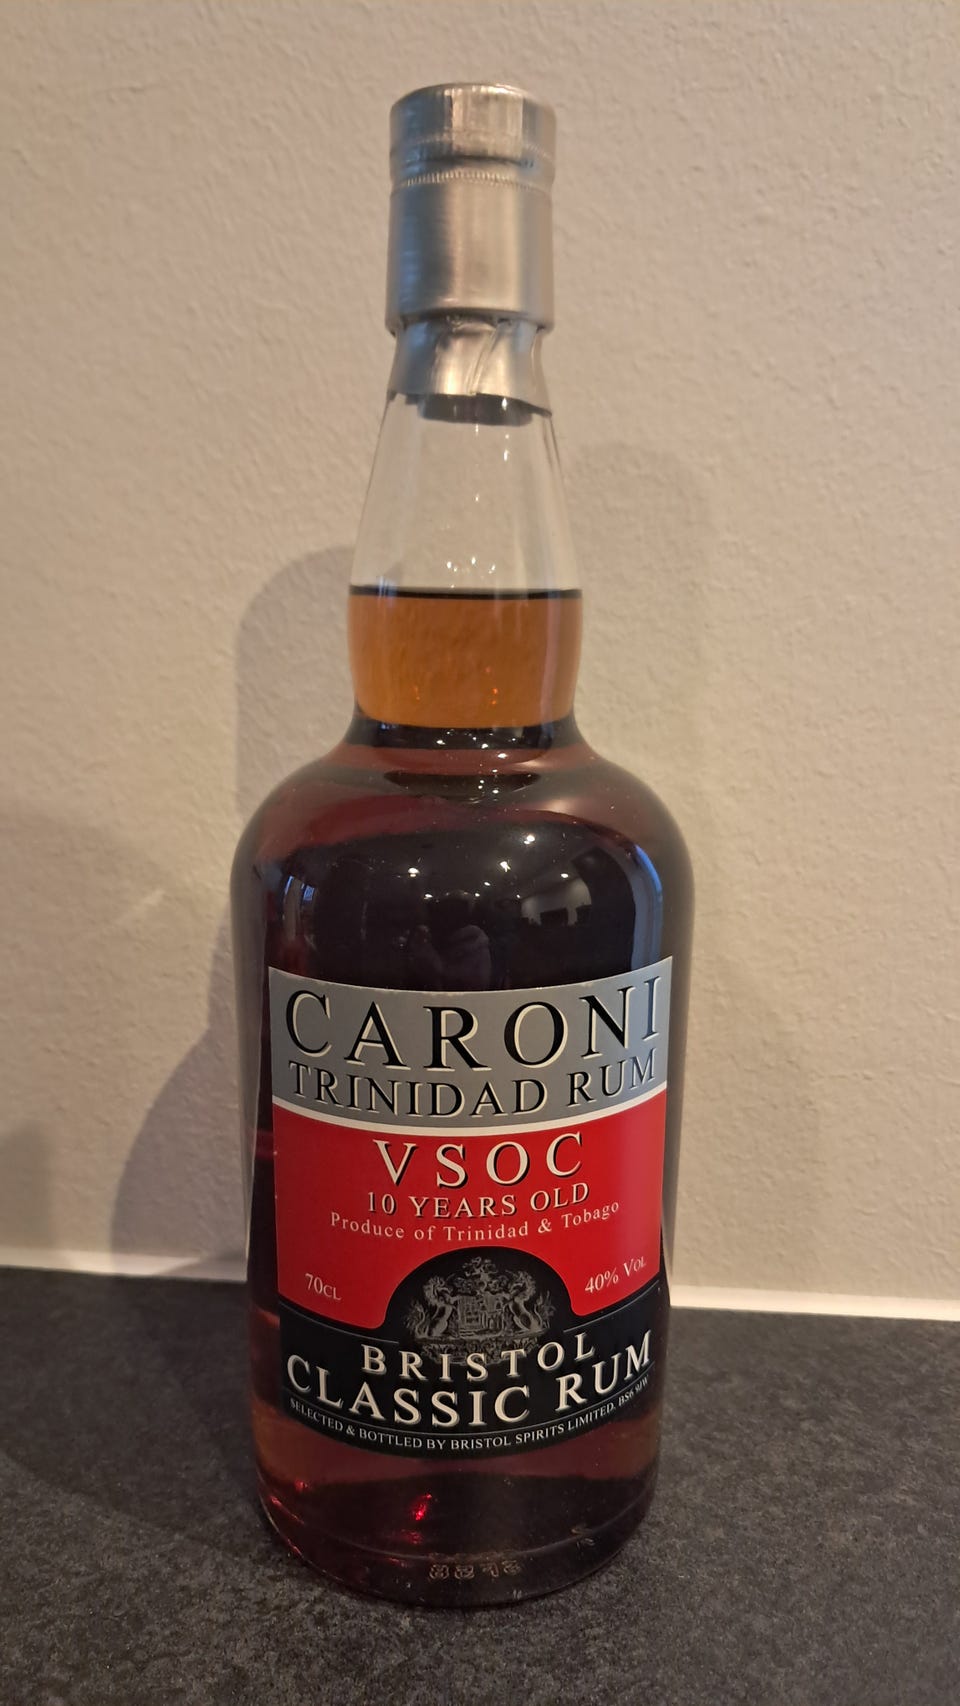 CARONI
TRINIDAD RUM
VSOC
10 YEARS OLD
Produce of Trinidad & Tobago
70CL
40% VOL
BRISTOL
CLASSIC RUM
SELECTED & BOTTLED BY BRISTOL SPIRITS LIMITED. BS6